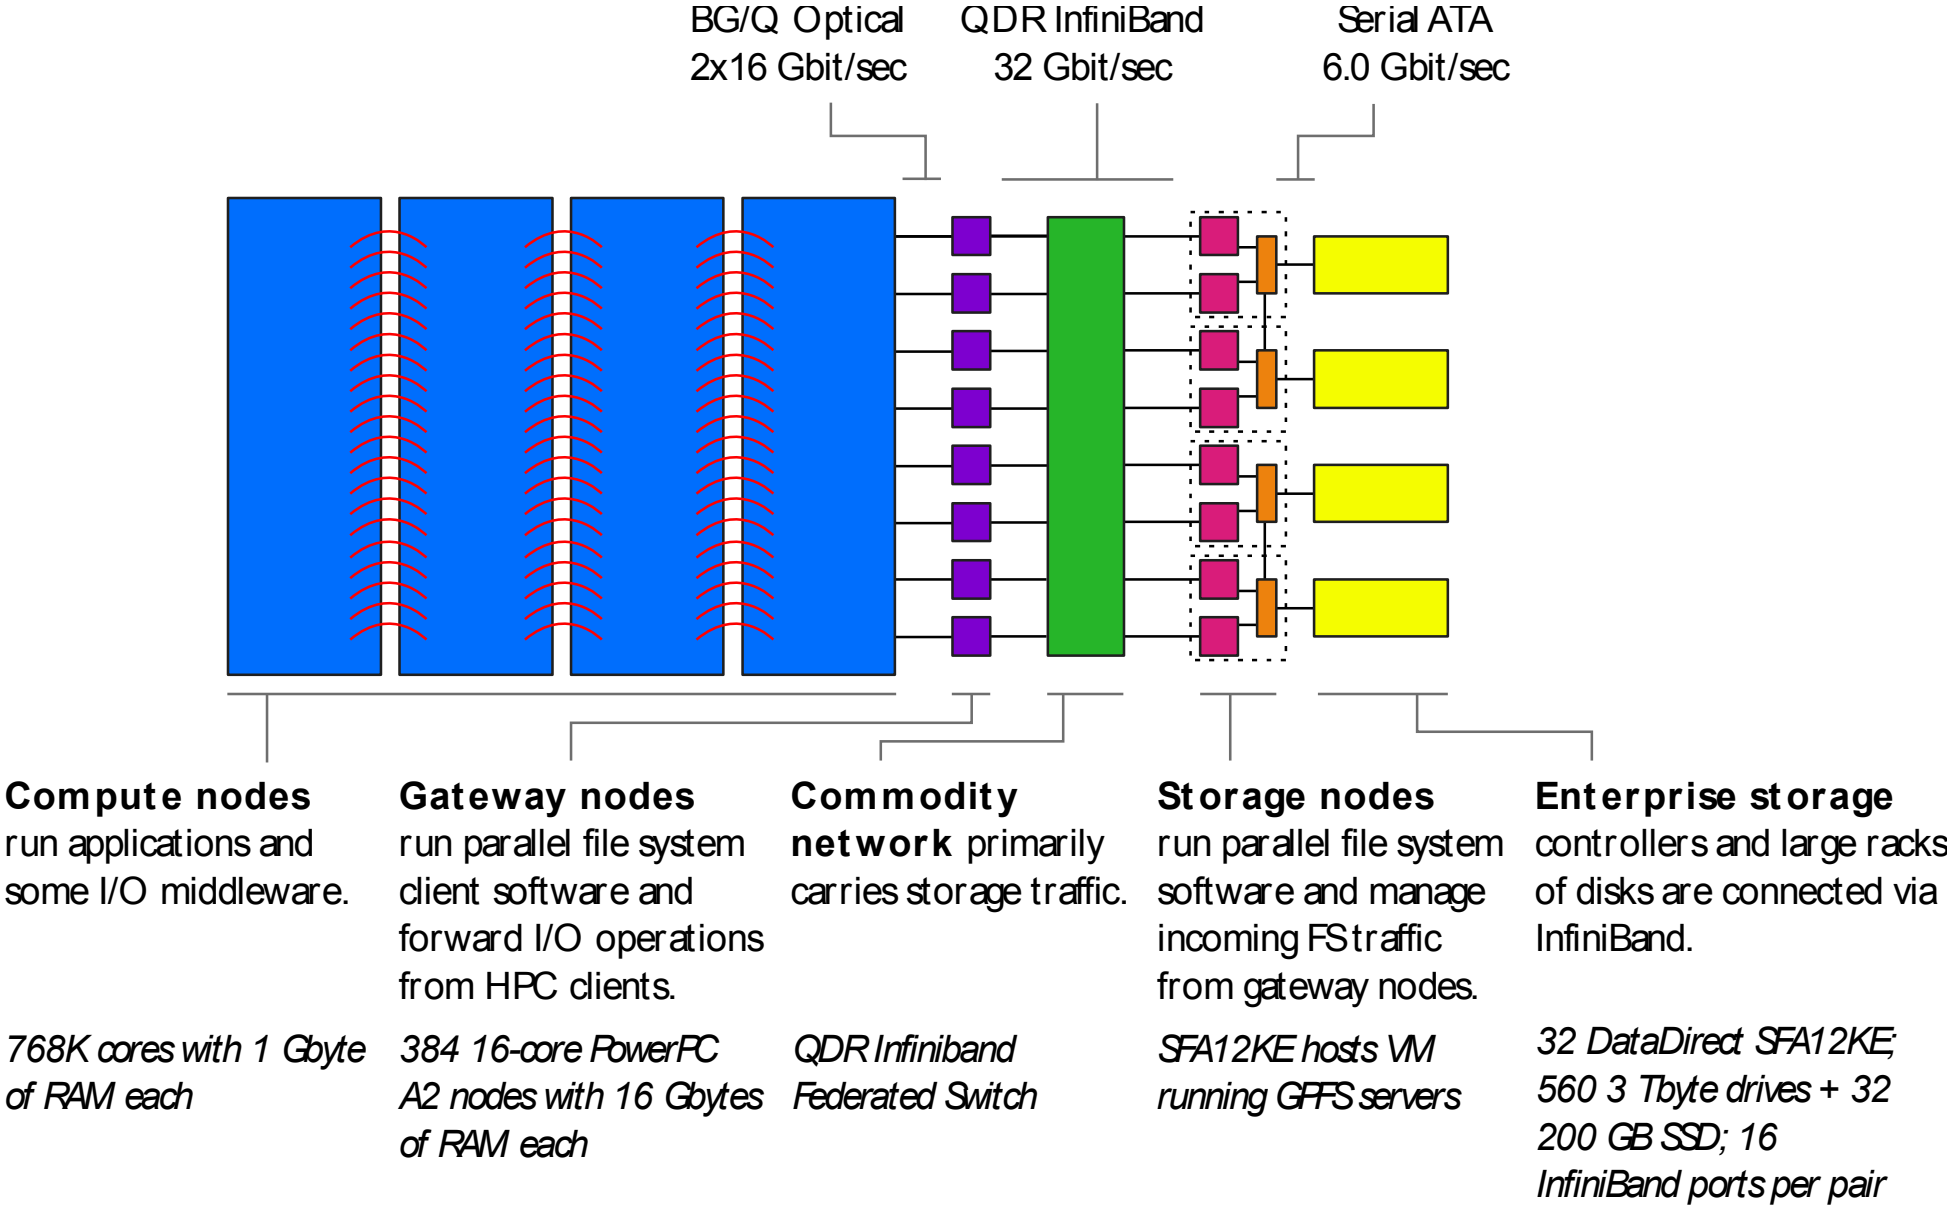 BG/Q Optical
2x16 Gbit/sec
QDR InfiniBand
32 Gbit/sec
Serial ATA
6.0 Gbit/sec
Compute nodes
run applications and
some I/O middleware.
768K cores with 1 Gbyte
of RAM each
Gateway nodes
run parallel file system
client software and
forward I/O operations
from HPC clients.
384 16-core PowerPC
A2 nodes with 16 Gbytes
of RAM each
Commodity
network primarily
carries storage traffic.
QDR Infiniband
Federated Switch
Storage nodes
run parallel file system
software and manage
incoming FS traffic
from gateway nodes.
SFA12KE hosts VM
running GPFS servers
Enterprise storage
controllers and large racks
of disks are connected via
InfiniBand.
32 DataDirect SFA12KE;
560 3 Tbyte drives + 32
200 GB SSD; 16
InfiniBand ports per pair